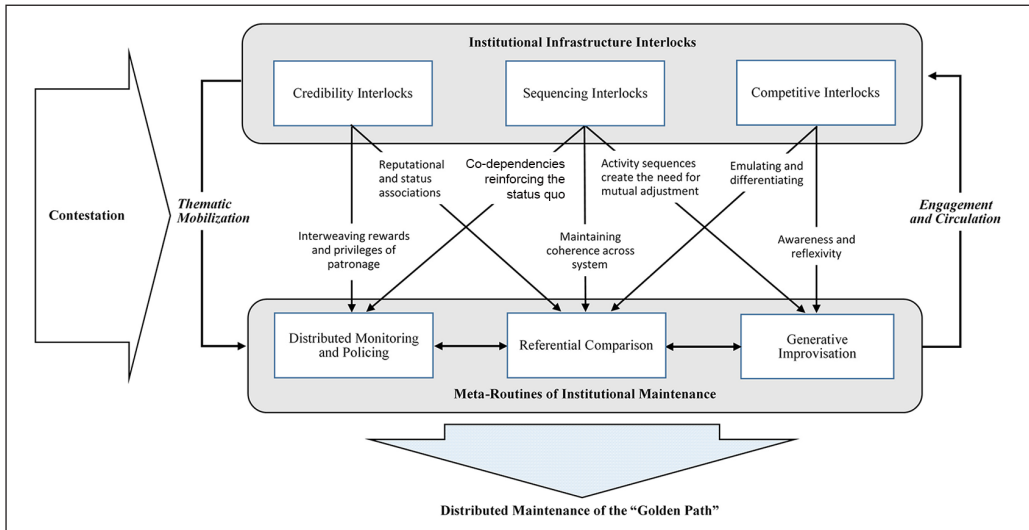 Institutional Infrastructure Interlocks
Credibility Interlocks
Sequencing Interlocks
Competitive Interlocks
Contestation
Thematic
Mobilization
Reputational
and status
associations
Co-dependencies
reinforcing the
status quo
Activity sequences
create the need for
mutual adjustment
Emulating and
differentiating
Engagement
and Circulation
Interweaving rewards
and privileges of
patronage
Maintaining
coherence across
system
Awareness and
reflexivity
Distributed Monitoring
and Policing
Referential Comparison
Generative
Improvisation
Meta-Routines of Institutional Maintenance
Distributed Maintenance of the “Golden Path”